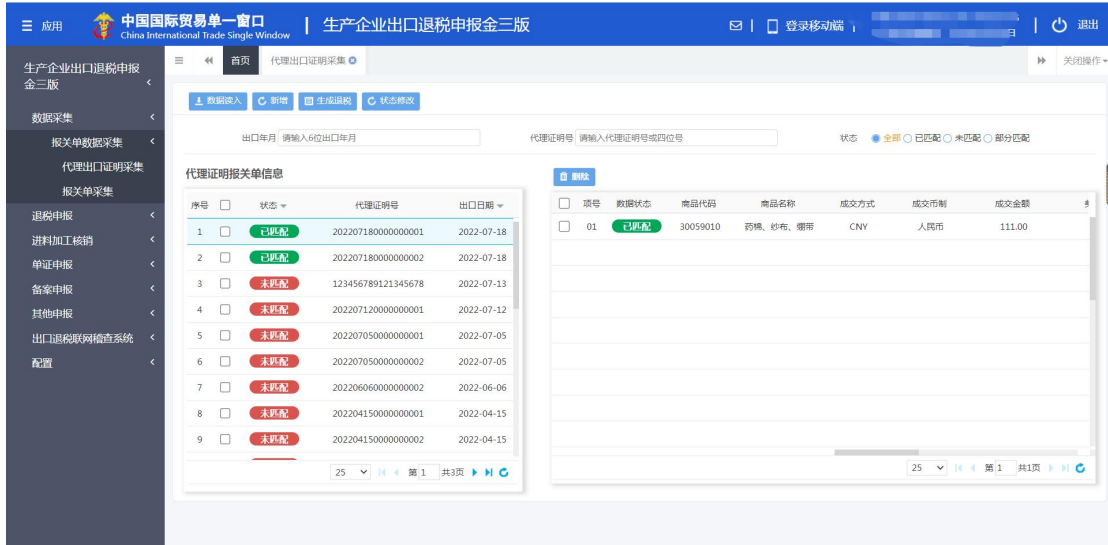 应用 中国国际贸易单一窗口 生产企业出口退税申报金三版 登录移动端 退出
China International Trade Single Window
生产企业出口退税申报
金三版
首页 代理出口证明采集 关闭操作
数据采集
报关单数据采集
代理出口证明采集
报关单采集
退税申报
进料加工核销
单证申报
备案申报
其他申报
出口退税联网稽查系统
配置
数据读入 新增 生成退税 状态修改
出口年月 请输入6位出口年月 代理证明号 请输入代理证明号或四位号 状态 全部 已匹配 未匹配 部分匹配
代理证明报关单信息
删除
序号 状态 代理证明号 出口日期
1 已匹配 202207180000000001 2022-07-18
2 已匹配 202207180000000002 2022-07-18
3 未匹配 123456789121345678 2022-07-13
4 未匹配 202207120000000001 2022-07-12
5 未匹配 202207050000000001 2022-07-05
6 未匹配 202207050000000002 2022-07-05
7 未匹配 202206060000000002 2022-06-06
8 未匹配 202204150000000001 2022-04-15
9 未匹配 202204150000000002 2022-04-15
25 第 1 共3页
项号 数据状态 商品代码 商品名称 成交方式 成交币制 成交金额
01 已匹配 30059010 药棉、纱布、绷带 CNY 人民币 111.00
25 第 1 共1页